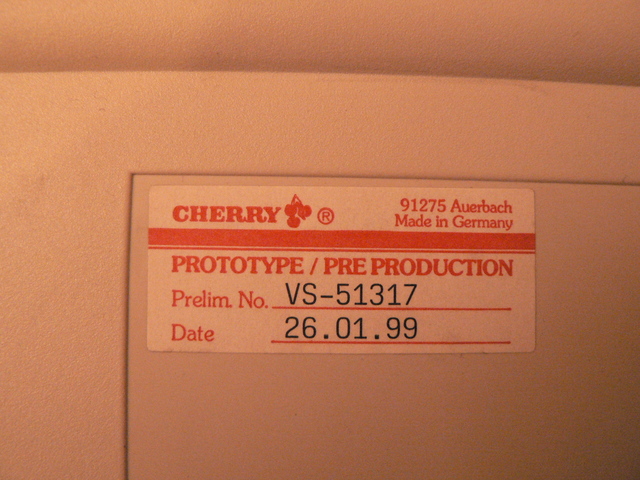 CHERRY ®
91275 Auerbach
Made in Germany
PROTOTYPE / PRE PRODUCTION
Prelim. No. VS-51317
Date 26.01.99